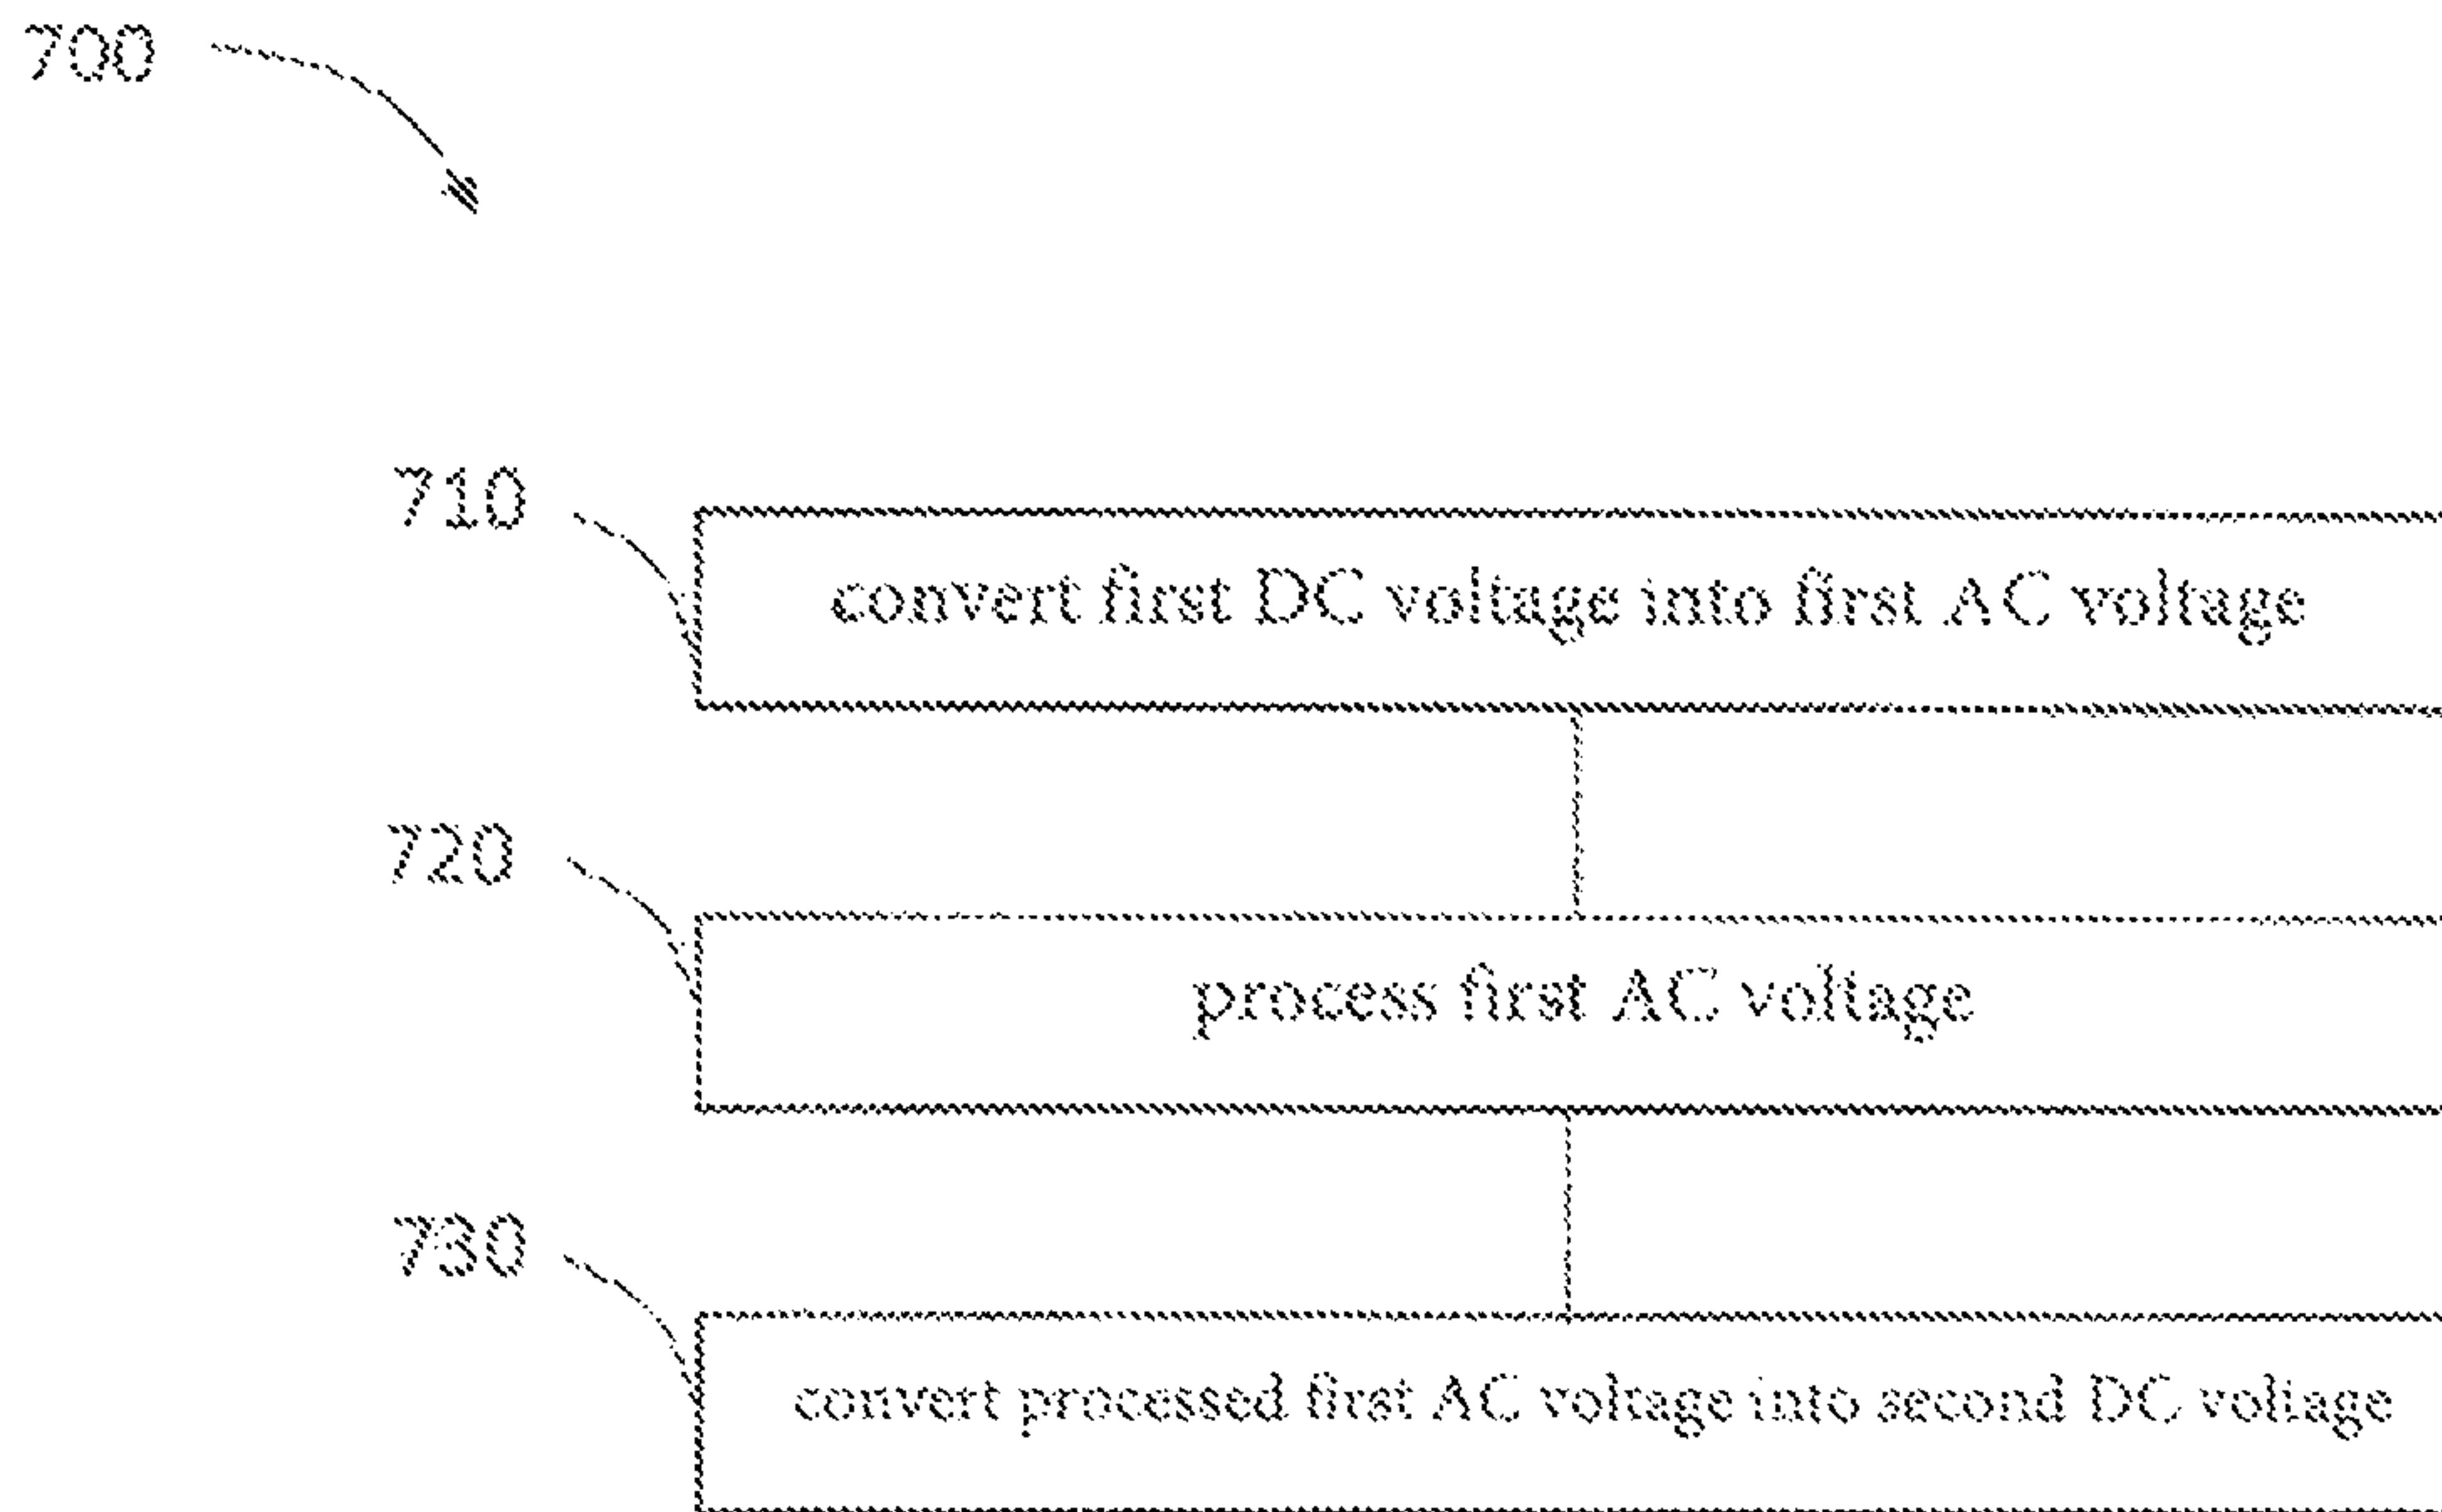 700
710
convert first DC voltage into first AC voltage
720
process first AC voltage
730
convert processed first AC voltage into second DC voltage